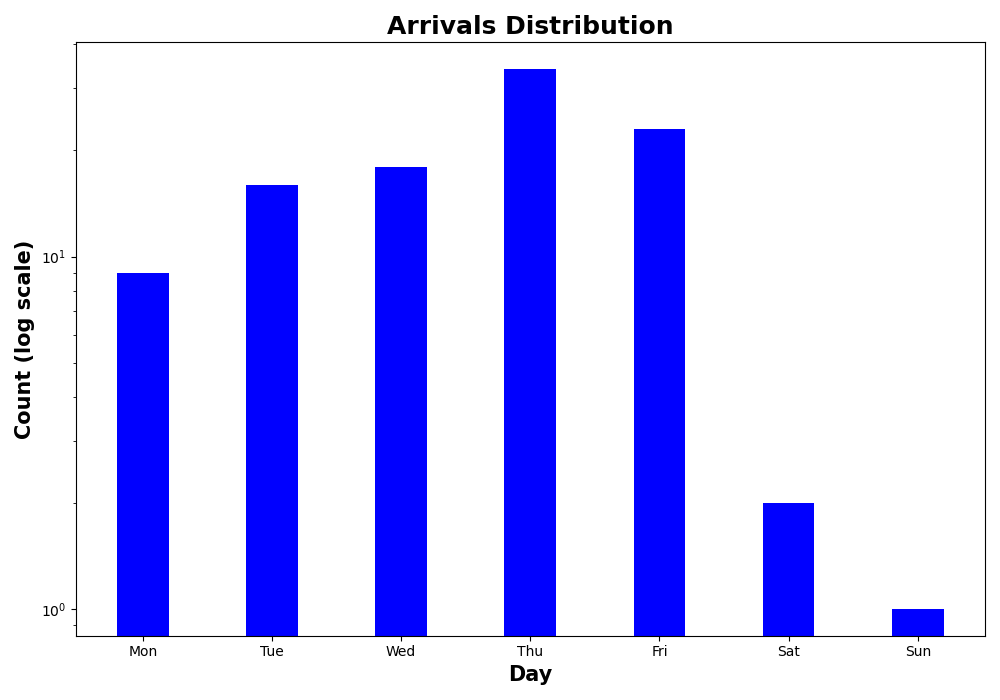 Arrivals Distribution
Count (log scale)
10¹
10⁰
Mon Tue Wed Thu Fri Sat Sun
Day